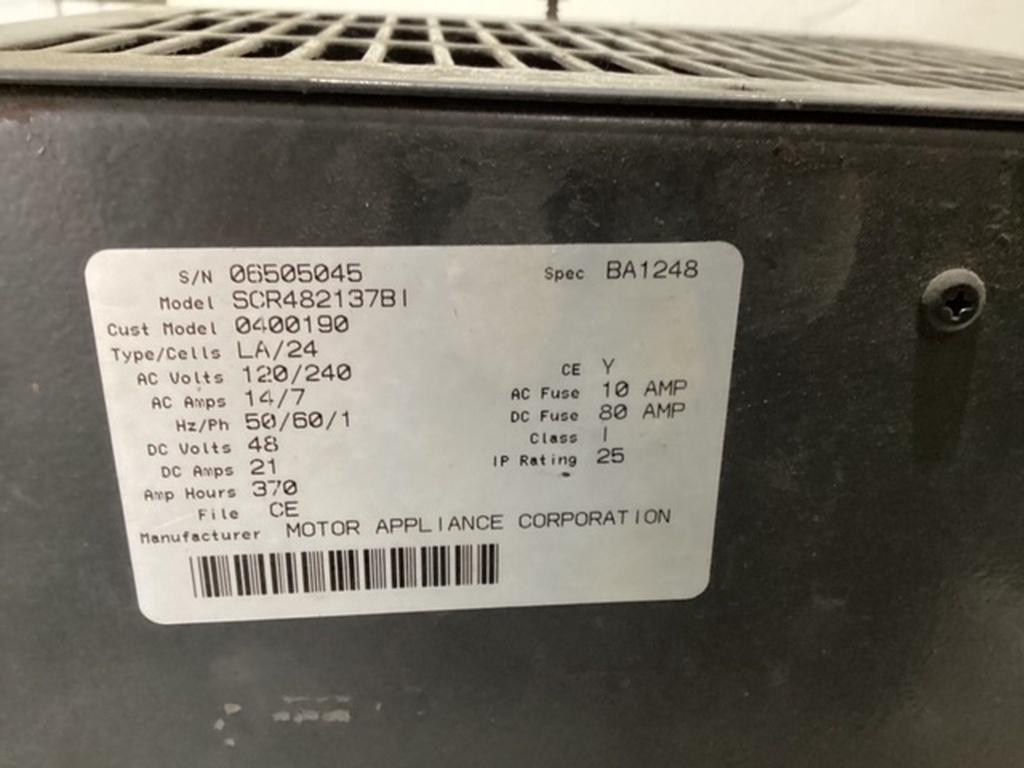 S/N 06505045 Spec BA1248
Model SCR482137BI
Cust Model 0400190
Type/Cells LA/24
AC Volts 120/240 CE Y
AC Amps 14/7 AC Fuse 10 AMP
Hz/Ph 50/60/1 DC Fuse 80 AMP
DC Volts 48 Class I
DC Amps 21 IP Rating 25
Amp Hours 370
File CE
Manufacturer MOTOR APPLIANCE CORPORATION